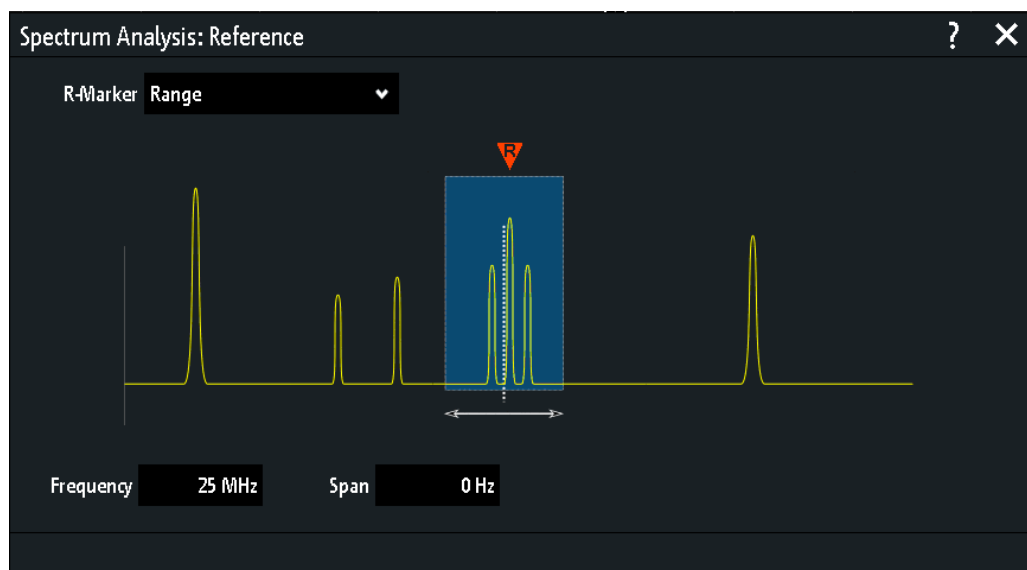 Spectrum Analysis: Reference ?
R-Marker Range
R
Frequency 25 MHz Span 0 Hz